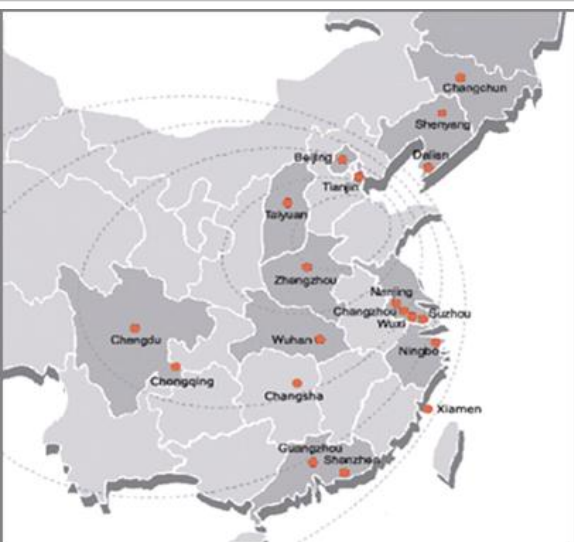 Changchun
Shenyang
Dalian
Beijing
Tianjin
Taiyuan
Zhengzhou
Nanjing
Changzhou
Suzhou
Wuxi
Wuhan
Ningbo
Chengdu
Chongqing
Changsha
Xiamen
Guangzhou
Shenzhen